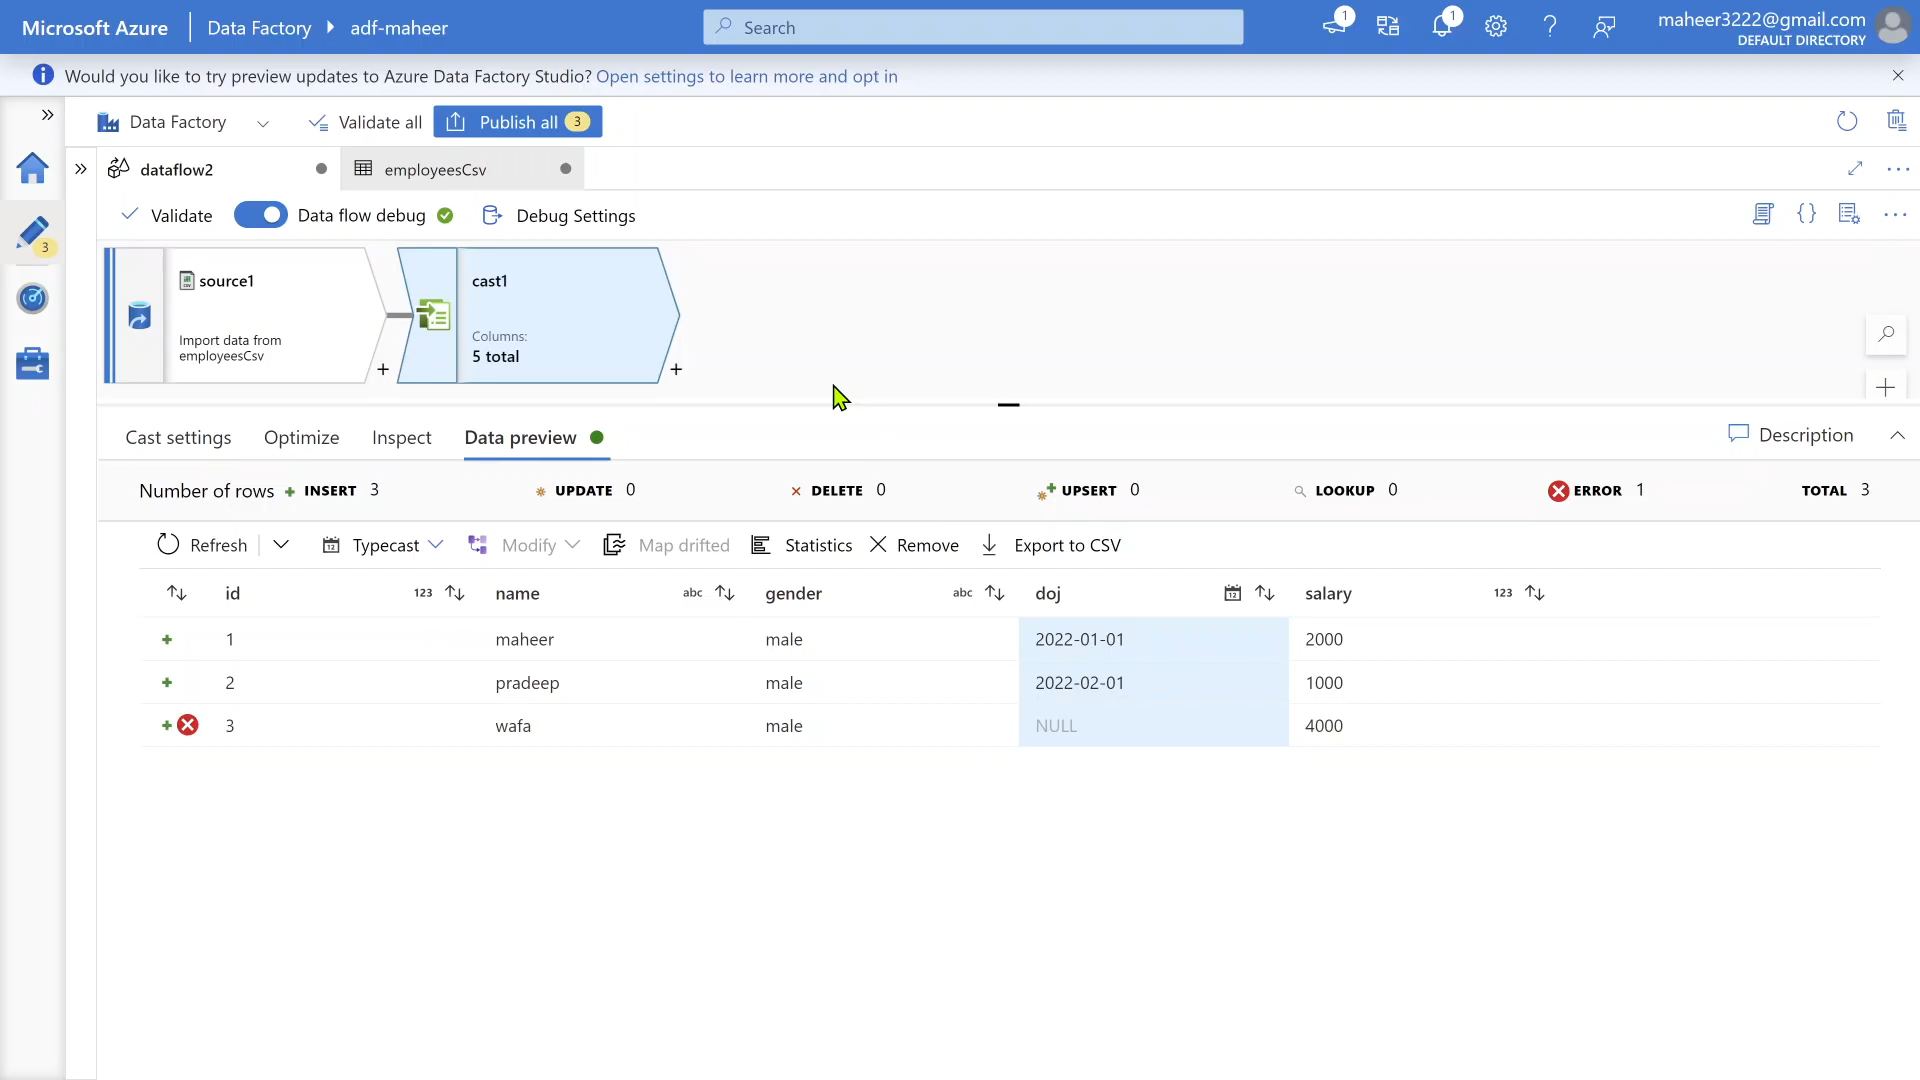 Microsoft Azure Data Factory adf-maheer Search 1 1 maheer3222@gmail.com
DEFAULT DIRECTORY
Would you like to try preview updates to Azure Data Factory Studio? Open settings to learn more and opt in
Data Factory Validate all Publish all 3
dataflow2 employeesCsv
Validate Data flow debug Debug Settings
3
source1 cast1
Import data from
employeesCsv
Columns:
5 total
+ +
Cast settings Optimize Inspect Data preview Description
Number of rows INSERT 3 UPDATE 0 DELETE 0 UPSERT 0 LOOKUP 0 ERROR 1 TOTAL 3
Refresh Typecast Modify Map drifted Statistics Remove Export to CSV
id 123 name abc gender abc doj 12 salary 123
1 maheer male 2022-01-01 2000
2 pradeep male 2022-02-01 1000
3 wafa male NULL 4000